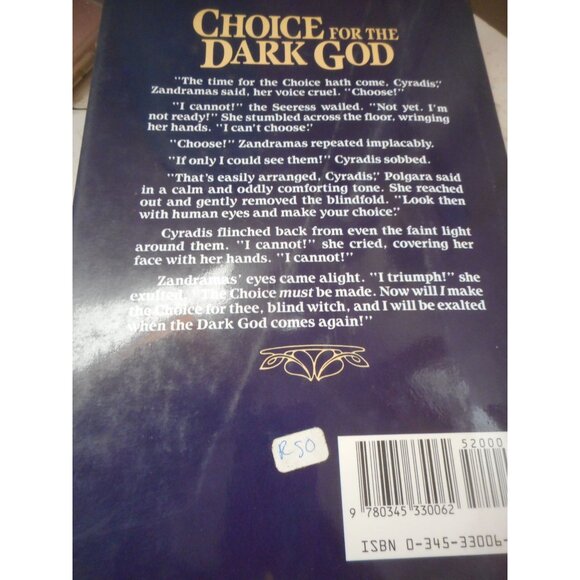 CHOICE FOR THE
DARK GOD
"The time for the Choice hath come, Cyradis,"
Zandramas said, her voice cruel. "Choose!"
"I cannot!" the Seeress wailed. "Not yet. I'm
not ready!" She stumbled across the floor, wringing
her hands. "I can't choose."
"Choose!" Zandramas repeated implacably.
"If only I could see them!" Cyradis sobbed.
"That's easily arranged, Cyradis," Polgara said
in a calm and oddly comforting tone. She reached
out and gently removed the blindfold. "Look then
with human eyes and make your choice."
Cyradis flinched back from even the faint light
around them. "I cannot!" she cried, covering her
face with her hands. "I cannot!"
Zandramas' eyes came alight. "I triumph!" she
exulted. "The Choice must be made. Now will I make
the Choice for thee, blind witch, and I will be exalted
when the Dark God comes again!"
R50
52000
9 780345 330062
ISBN 0-345-33006-